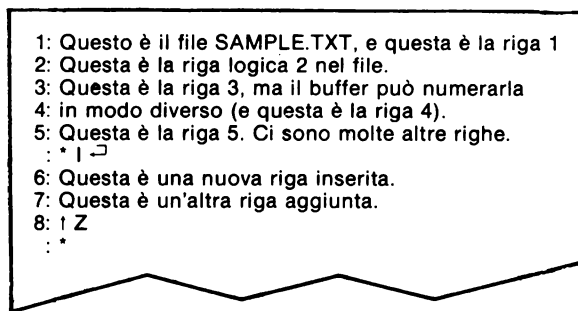 1: Questo è il file SAMPLE.TXT, e questa è la riga 1
2: Questa è la riga logica 2 nel file.
3: Questa è la riga 3, ma il buffer può numerarla
4: in modo diverso (e questa è la riga 4).
5: Questa è la riga 5. Ci sono molte altre righe.
: * I ⏎
6: Questa è una nuova riga inserita.
7: Questa è un'altra riga aggiunta.
8: ↑ Z
: *